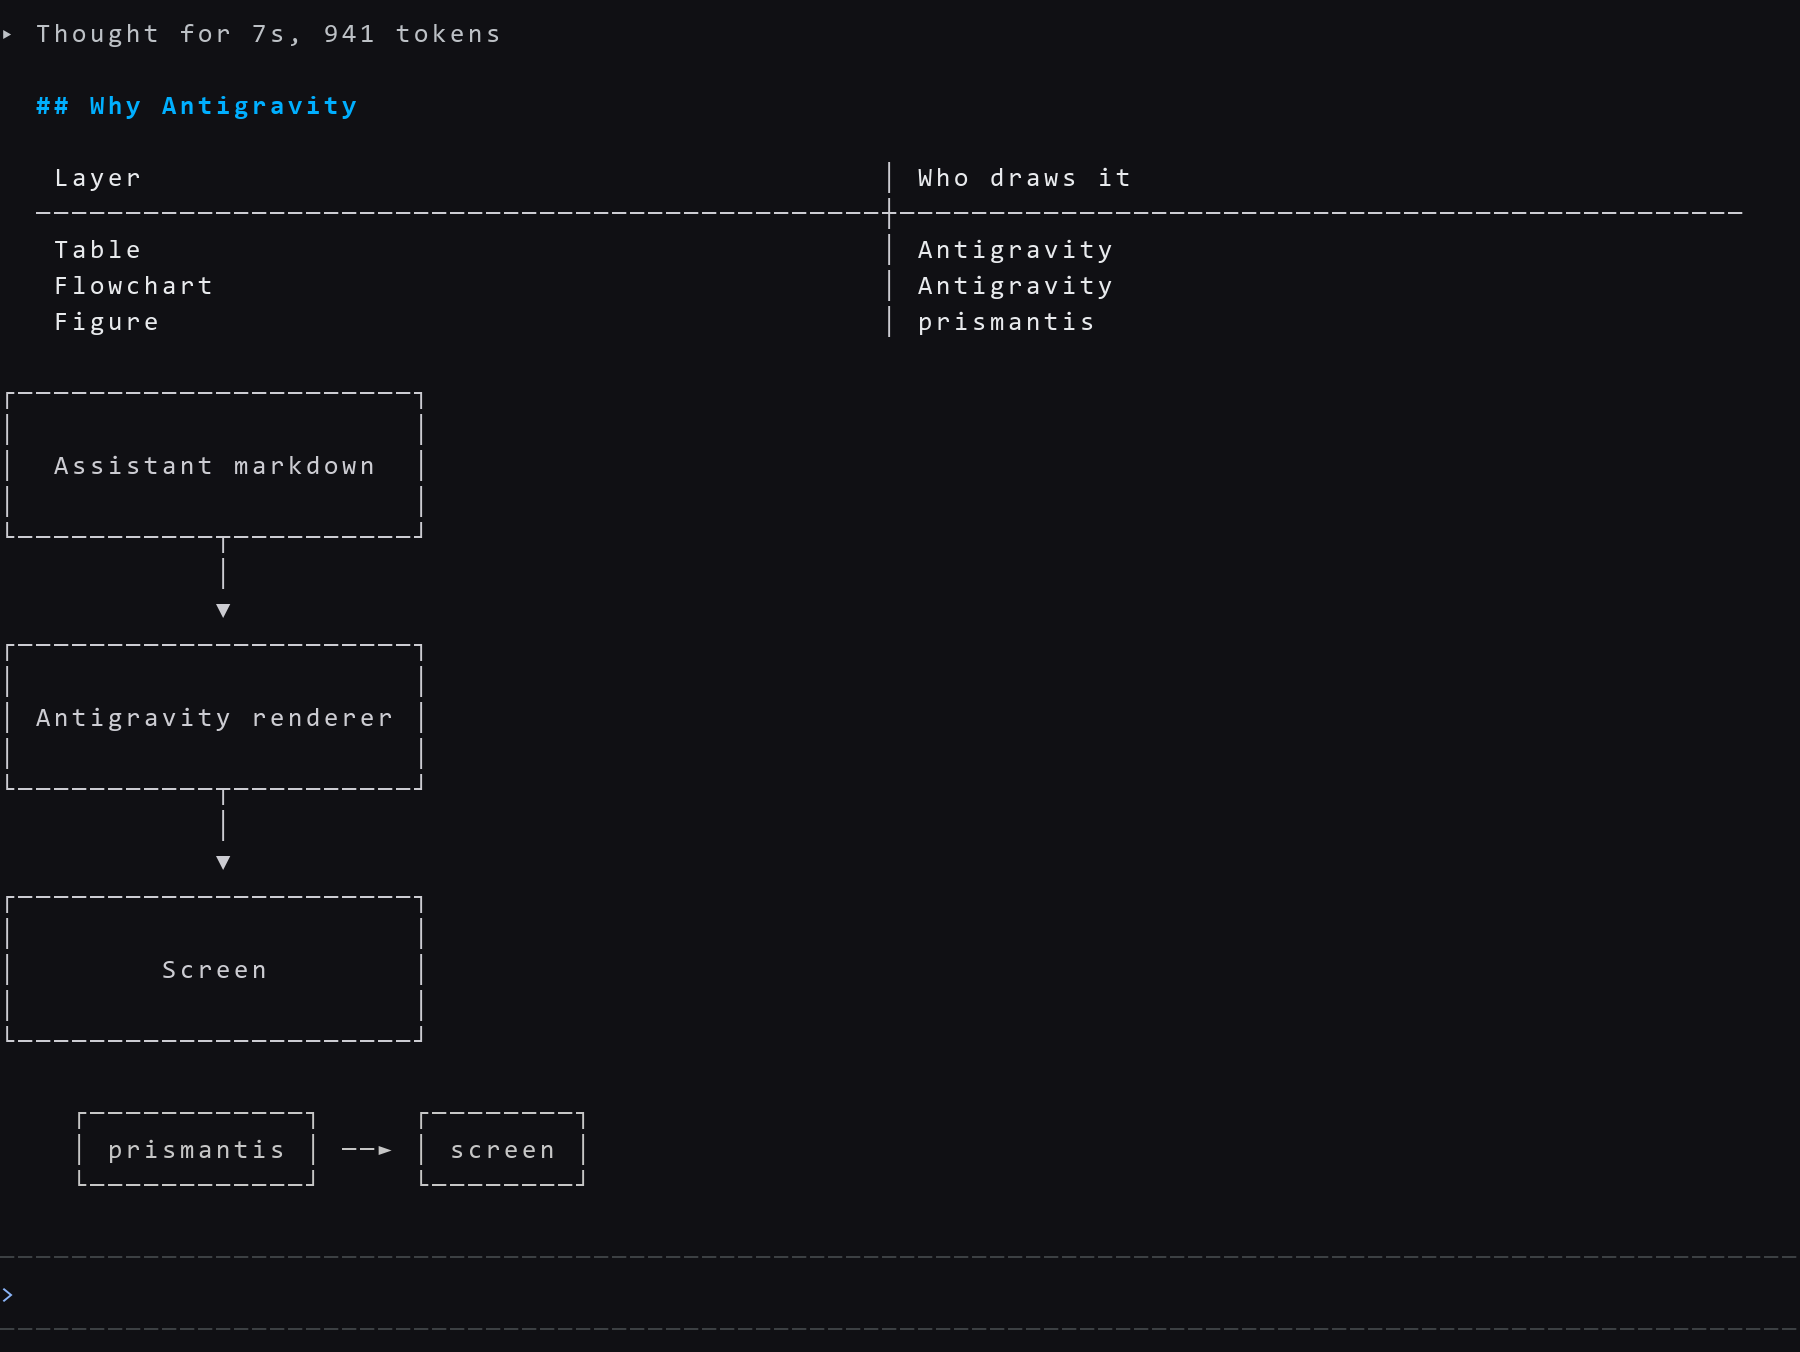 ▸ Thought for 7s, 941 tokens
## Why Antigravity
Layer │ Who draws it
Table │ Antigravity
Flowchart │ Antigravity
Figure │ prismantis
Assistant markdown
Antigravity renderer
Screen
prismantis ──► screen
>